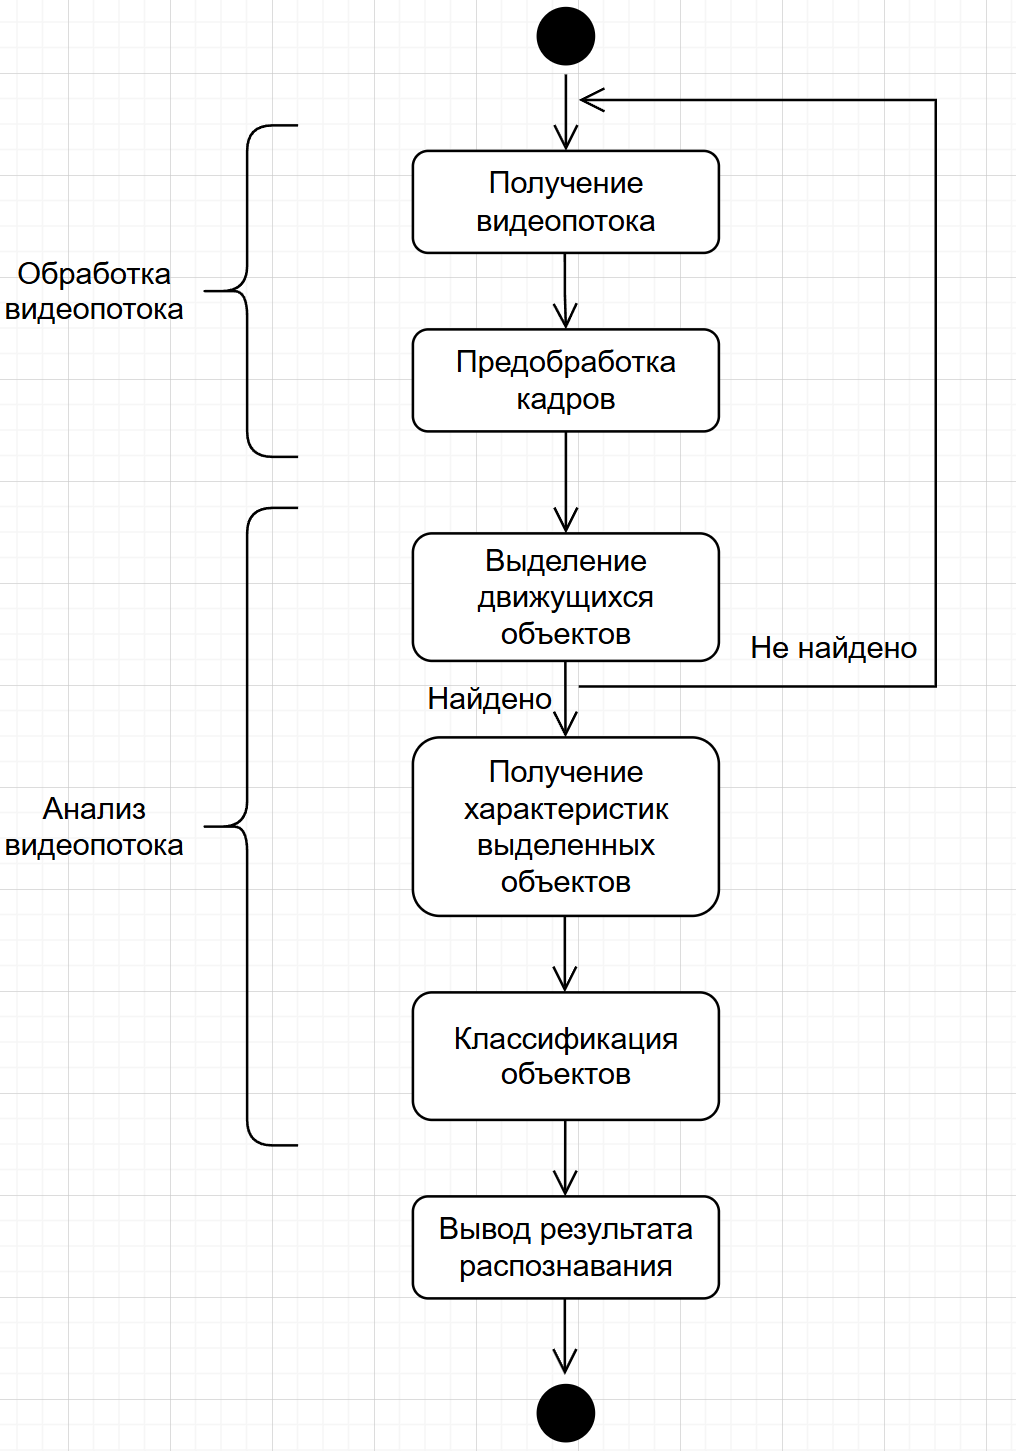 Получение
видеопотока
Обработка
видеопотока
Предобработка
кадров
Выделение
движущихся
объектов
Не найдено
Найдено
Получение
характеристик
выделенных
объектов
Анализ
видеопотока
Классификация
объектов
Вывод результата
распознавания